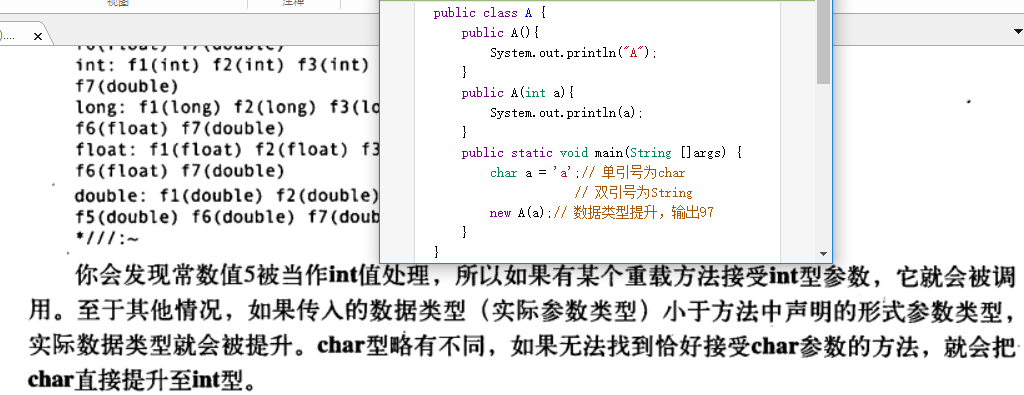 视图
注释
)....
f6(float) f7(double)
int: f1(int) f2(int) f3(int)
f7(double)
long: f1(long) f2(long) f3(lo
f6(float) f7(double)
float: f1(float) f2(float) f3
f6(float) f7(double)
double: f1(double) f2(double)
f5(double) f6(double) f7(doub
*///:~
public class A {
public A(){
System.out.println("A");
}
public A(int a){
System.out.println(a);
}
public static void main(String []args) {
char a = 'a';// 单引号为char
// 双引号为String
new A(a);// 数据类型提升，输出97
}
}
你会发现常数值5被当作int值处理，所以如果有某个重载方法接受int型参数，它就会被调
用。至于其他情况，如果传入的数据类型（实际参数类型）小于方法中声明的形式参数类型，
实际数据类型就会被提升。char型略有不同，如果无法找到恰好接受char参数的方法，就会把
char直接提升至int型。